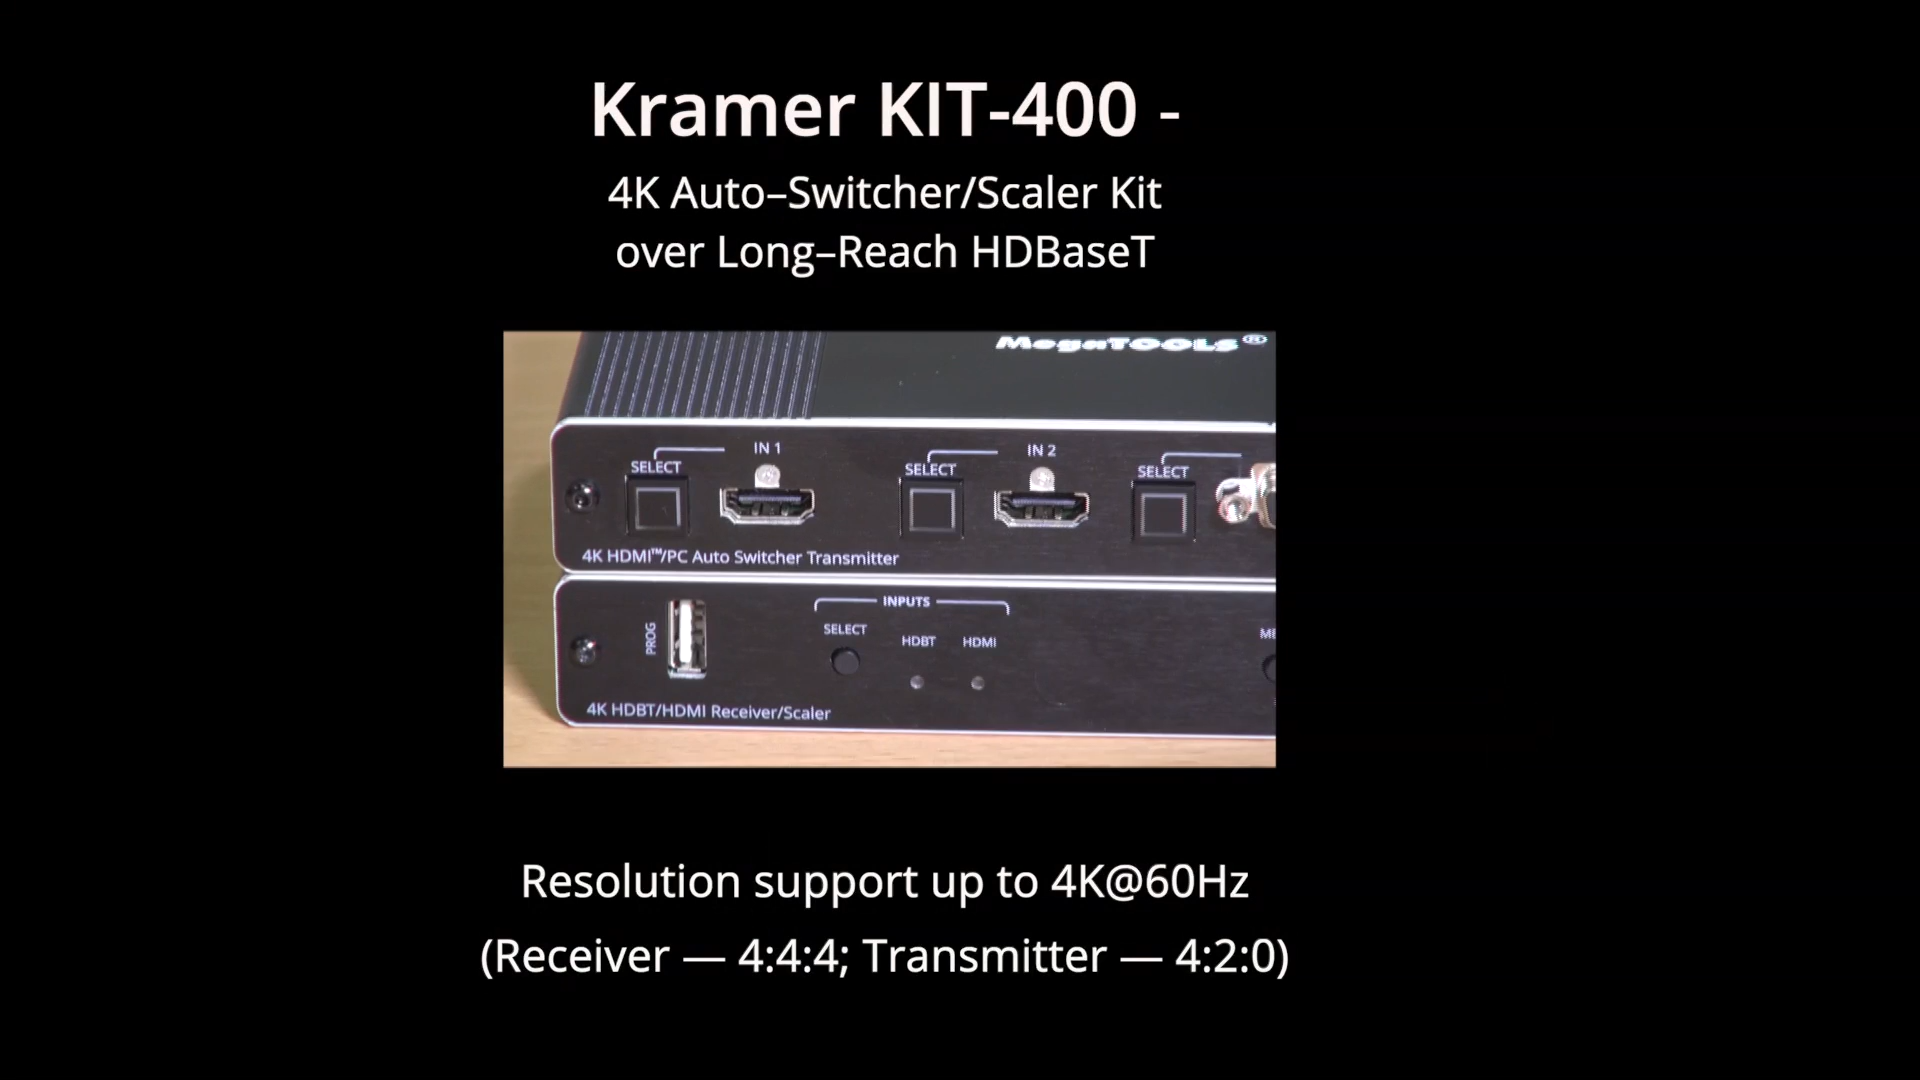 Kramer KIT-400 -
4K Auto–Switcher/Scaler Kit
over Long–Reach HDBaseT
MegaTOOLS®
IN 1
IN 2
SELECT
SELECT
SELECT
4K HDMI™/PC Auto Switcher Transmitter
INPUTS
PROG
SELECT
HDBT
HDMI
4K HDBT/HDMI Receiver/Scaler
Resolution support up to 4K@60Hz
(Receiver — 4:4:4; Transmitter — 4:2:0)